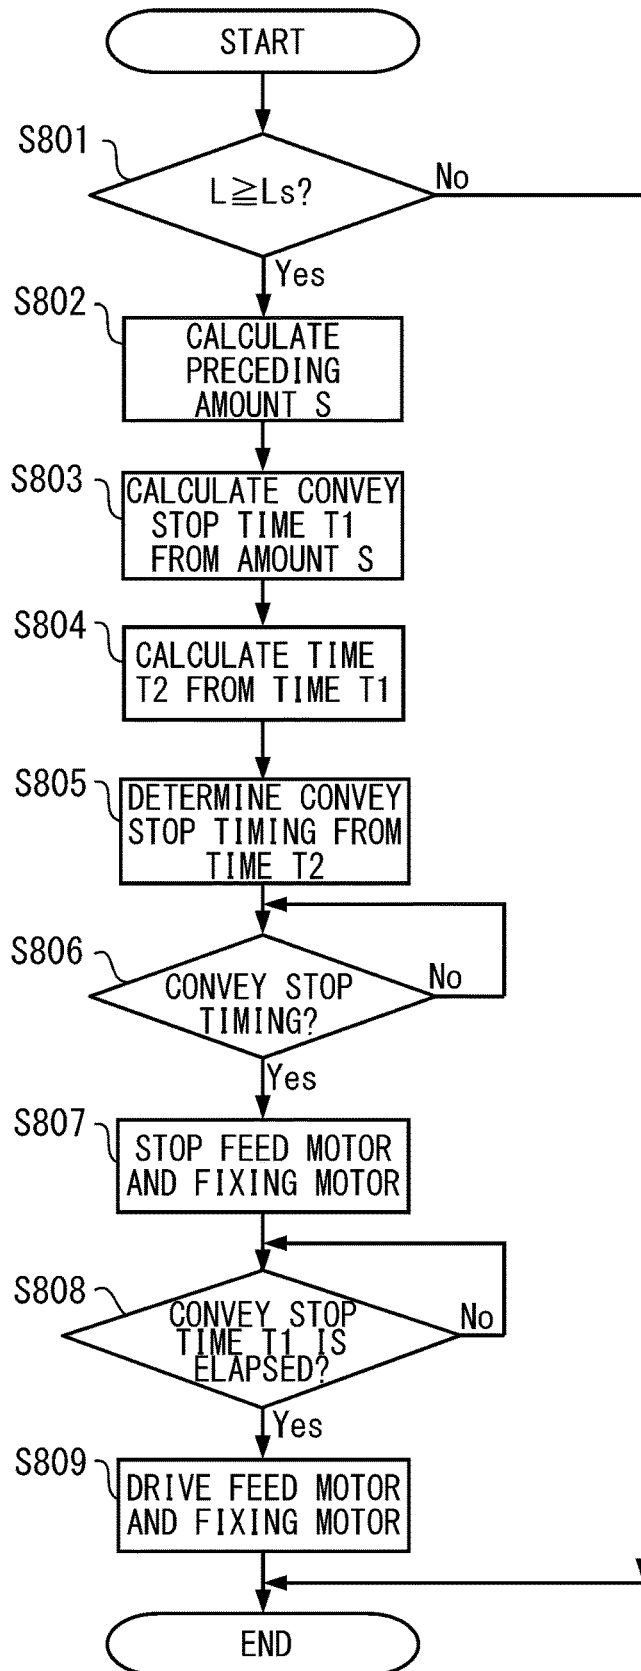 START
S801
L≧Ls?
No
Yes
S802
CALCULATE
PRECEDING
AMOUNT S
S803
CALCULATE CONVEY
STOP TIME T1
FROM AMOUNT S
S804
CALCULATE TIME
T2 FROM TIME T1
S805
DETERMINE CONVEY
STOP TIMING FROM
TIME T2
S806
CONVEY STOP
TIMING?
No
Yes
S807
STOP FEED MOTOR
AND FIXING MOTOR
S808
CONVEY STOP
TIME T1 IS
ELAPSED?
No
Yes
S809
DRIVE FEED MOTOR
AND FIXING MOTOR
END